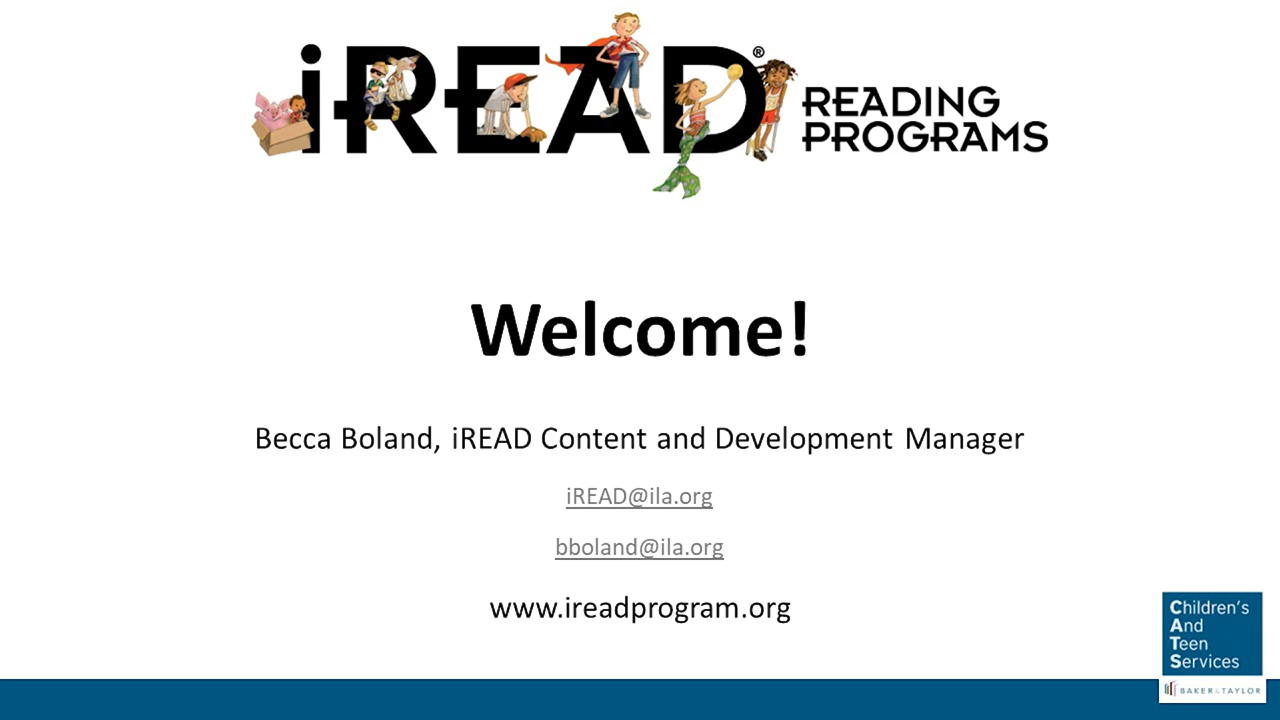 iREAD® READING
PROGRAMS
Welcome!
Becca Boland, iREAD Content and Development Manager
iREAD@ila.org
bboland@ila.org
www.ireadprogram.org
Children's
And
Teen
Services
BAKER & TAYLOR